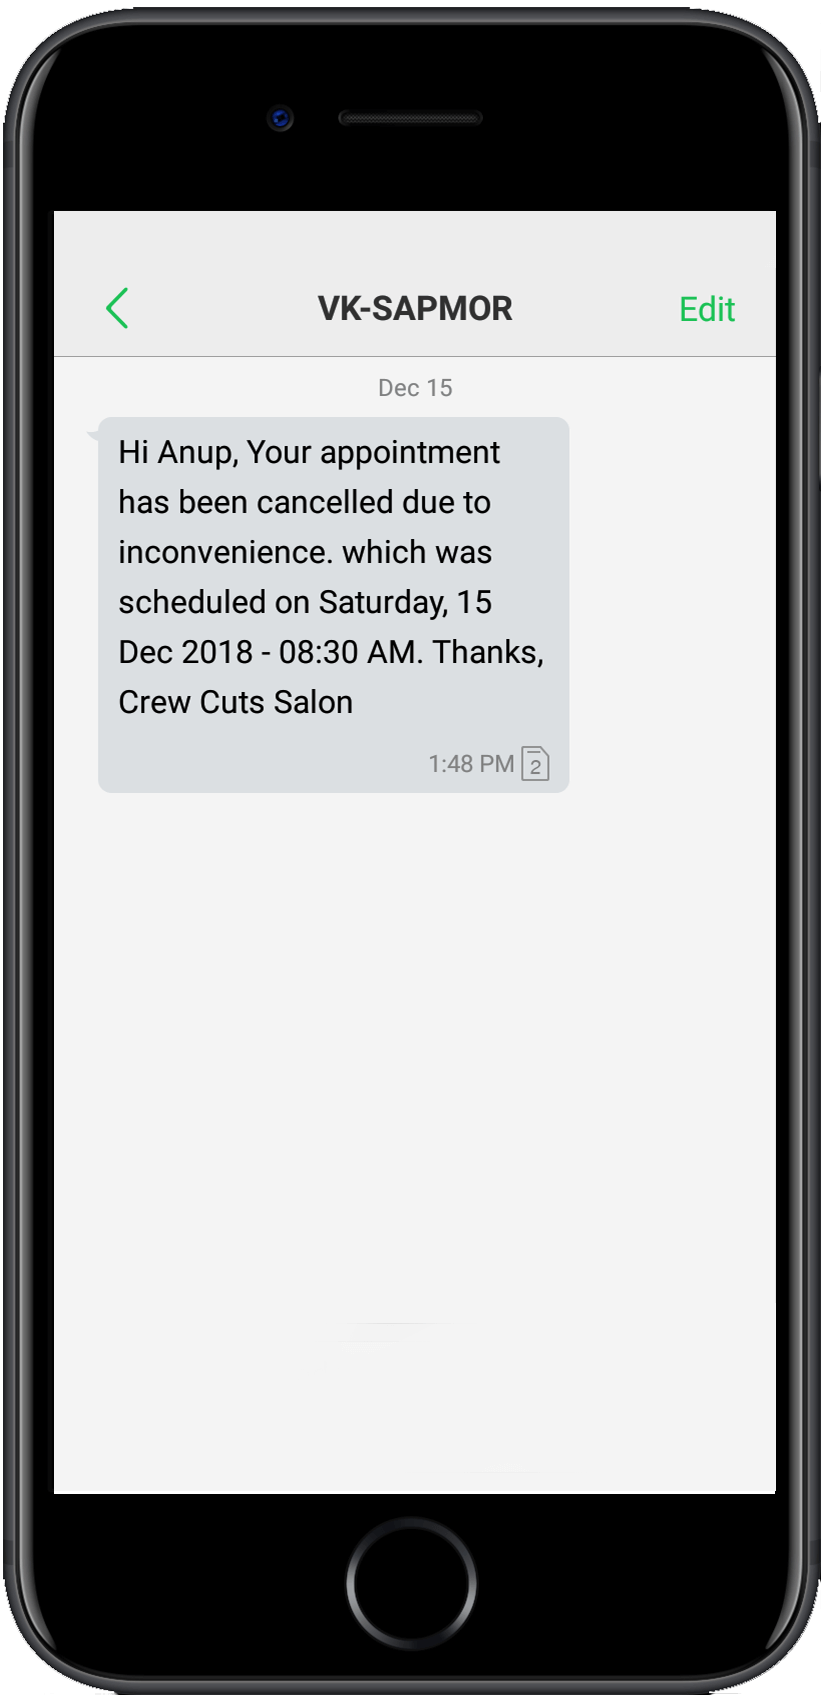 VK-SAPMOR
Edit
Dec 15
Hi Anup, Your appointment
has been cancelled due to
inconvenience. which was
scheduled on Saturday, 15
Dec 2018 - 08:30 AM. Thanks,
Crew Cuts Salon
1:48 PM 2